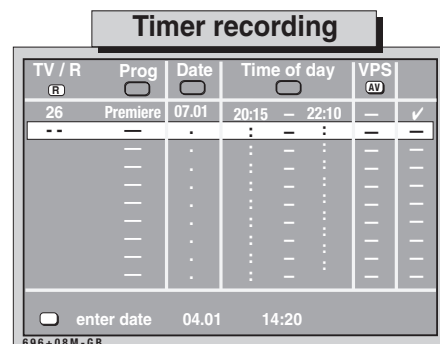 Timer recording
TV / R Prog Date Time of day VPS
R AV
26 Premiere 07.01 20:15 – 22:10 — ✓
- - — . : – : — —
— . : – : — —
— . : – : — —
— . : – : — —
— . : – : — —
— . : – : — —
— . : – : — —
— . : – : — —
enter date 04.01 14:20
696+08M-GB